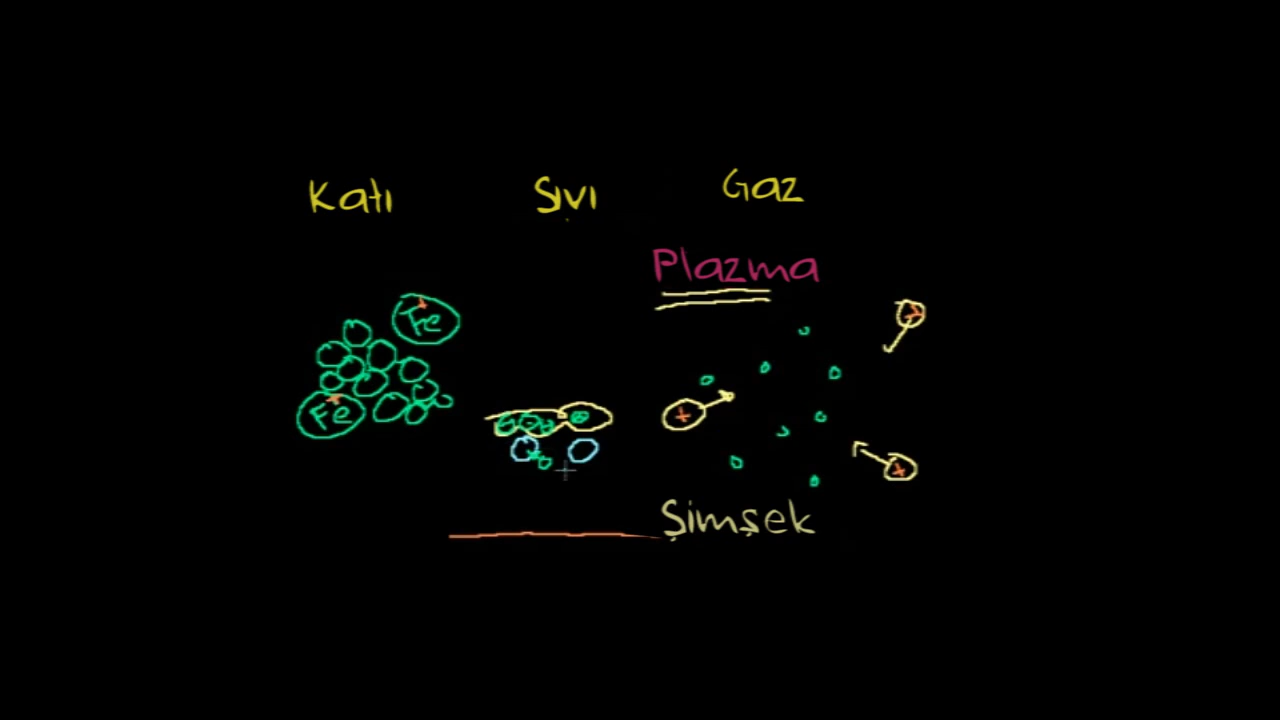 Katı Sıvı Gaz
Plazma
Fe
Fe
Şimşek